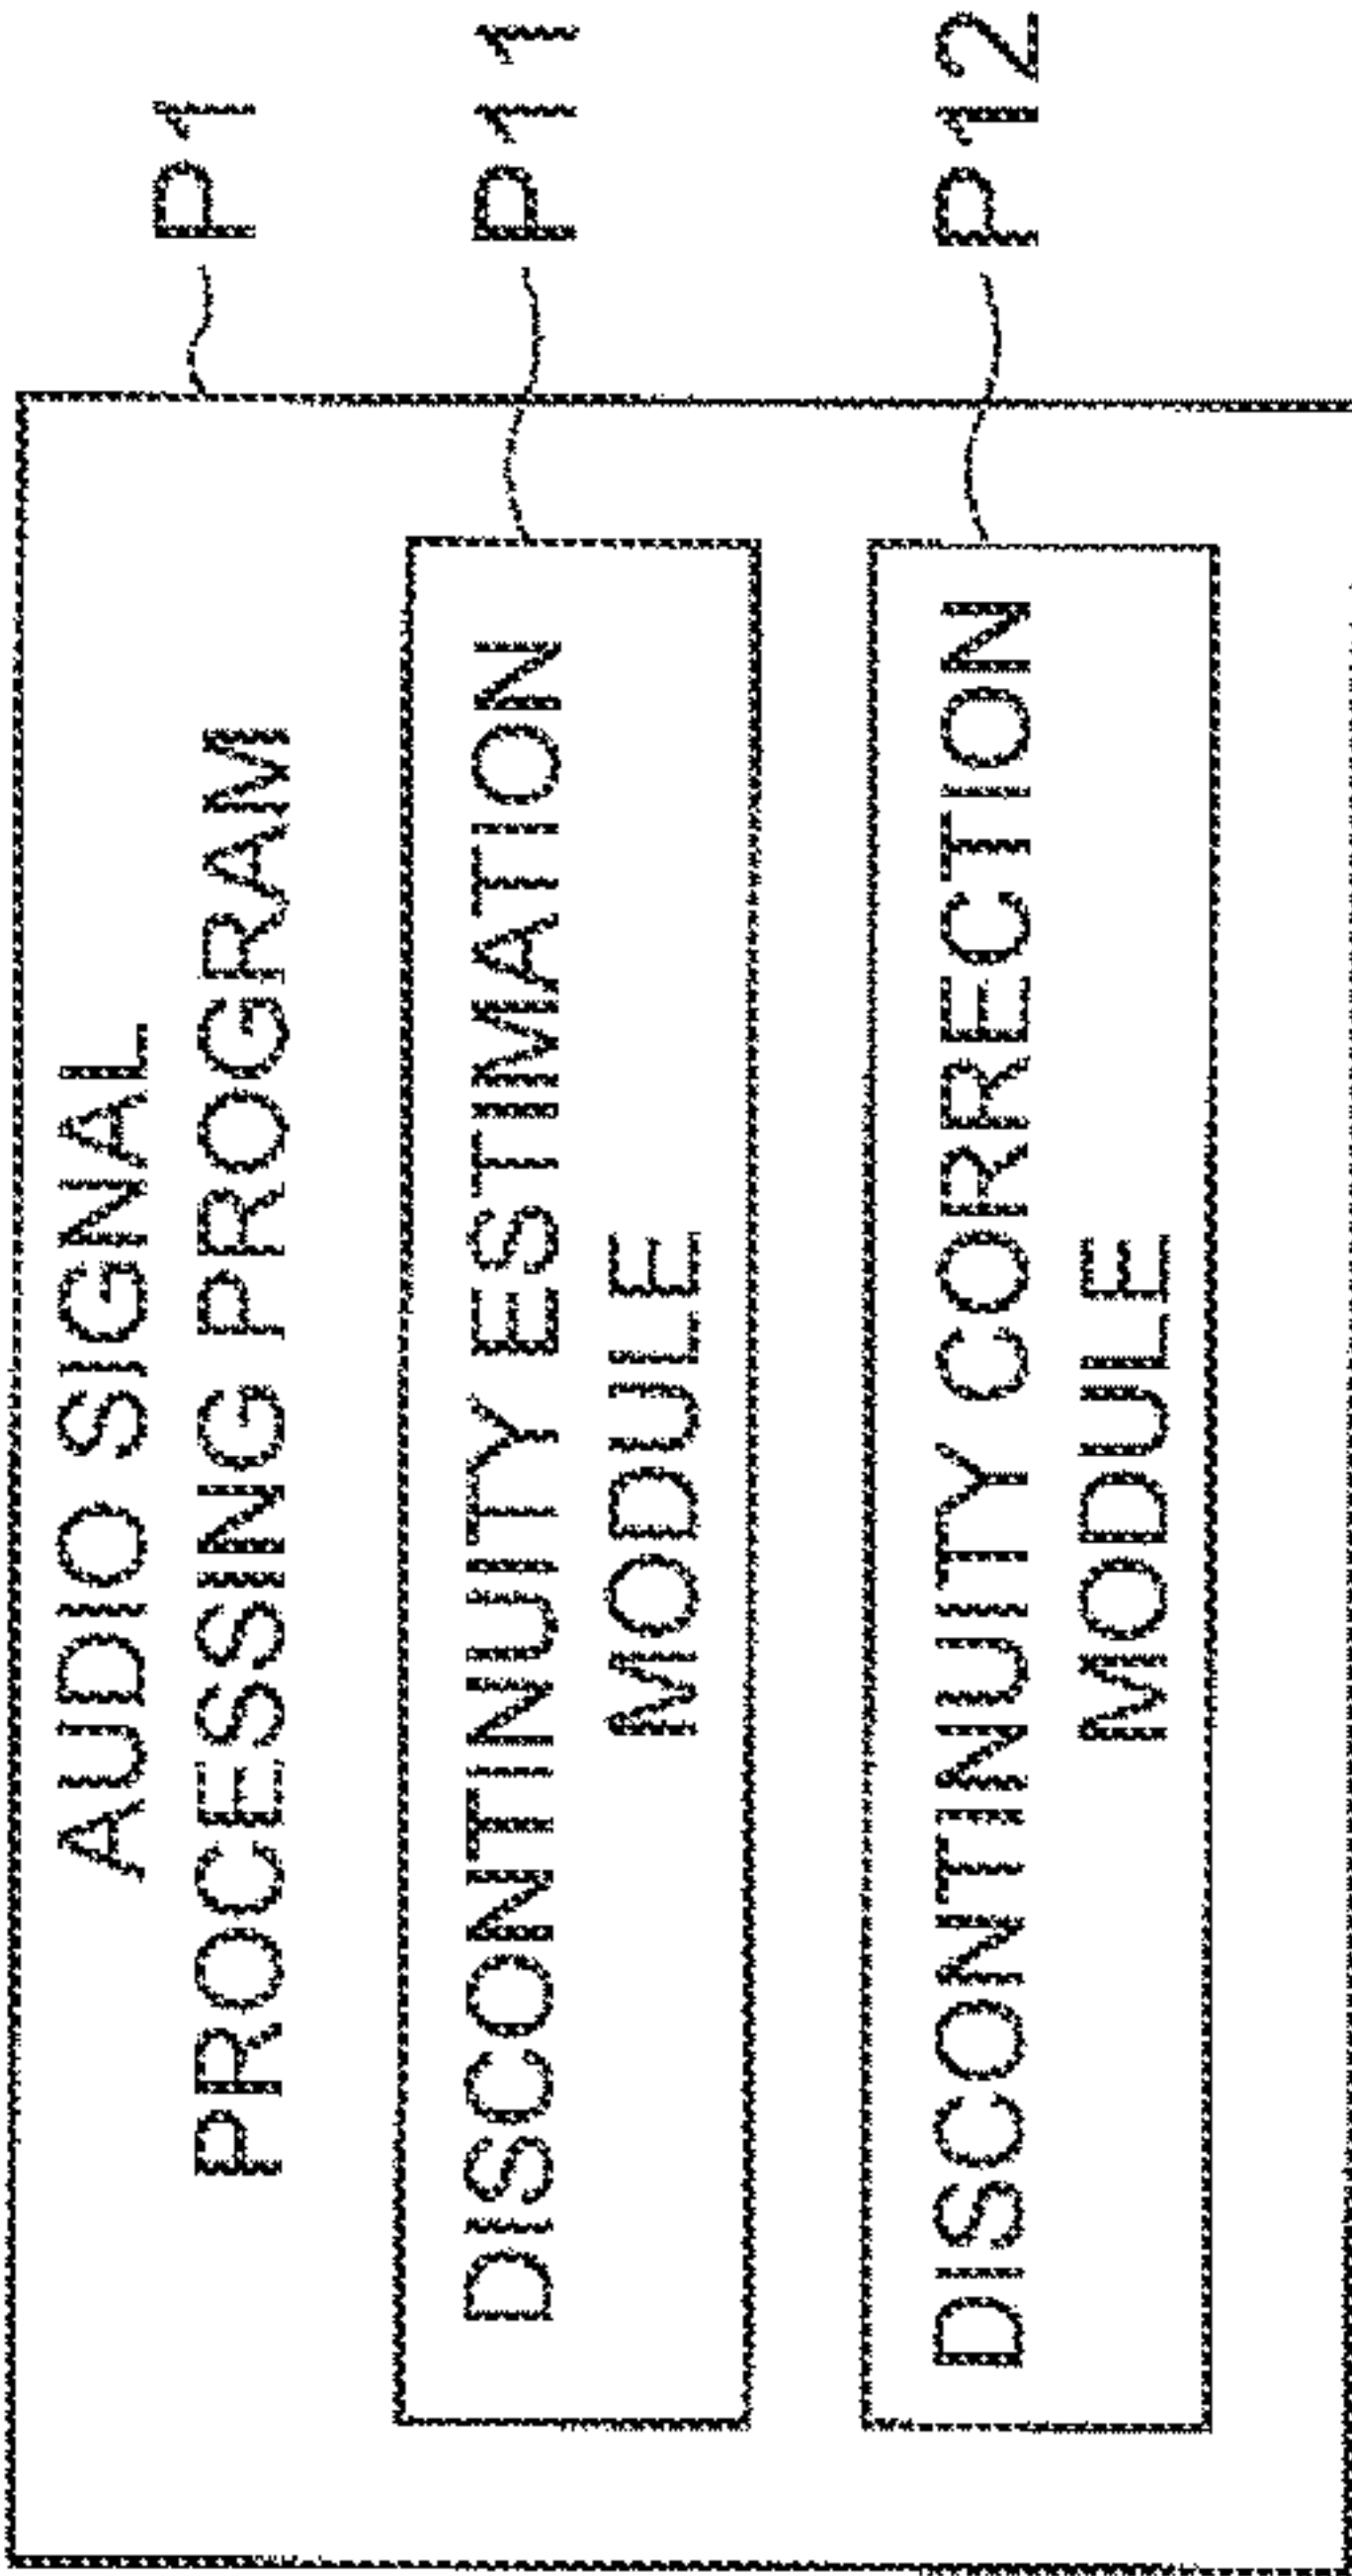 AUDIO SIGNAL
PROCESSING PROGRAM
P1
DISCONTINUITY ESTIMATION
MODULE
P11
DISCONTINUITY CORRECTION
MODULE
P12